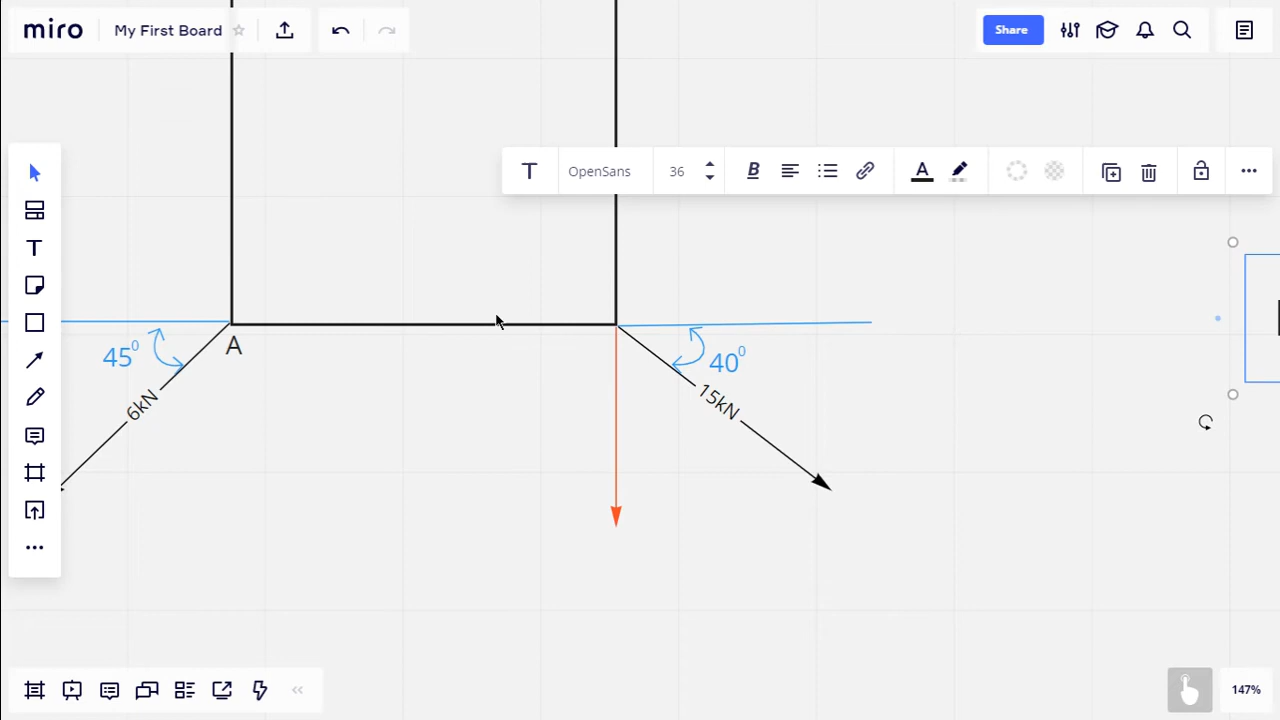 miro
My First Board
Share
T OpenSans 36 B A
T
45⁰
A
6kN
40⁰
15kN
147%